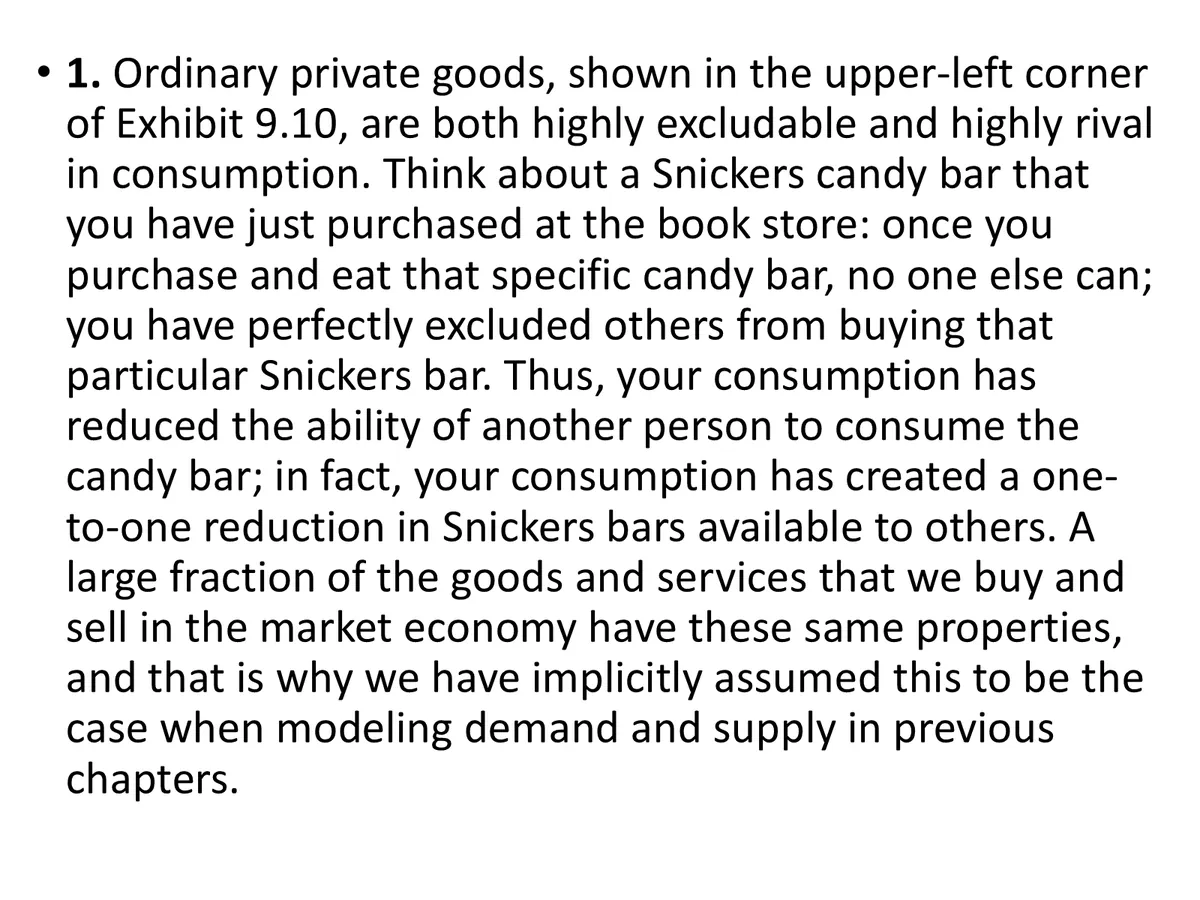 • 1. Ordinary private goods, shown in the upper-left corner
of Exhibit 9.10, are both highly excludable and highly rival
in consumption. Think about a Snickers candy bar that
you have just purchased at the book store: once you
purchase and eat that specific candy bar, no one else can;
you have perfectly excluded others from buying that
particular Snickers bar. Thus, your consumption has
reduced the ability of another person to consume the
candy bar; in fact, your consumption has created a one-
to-one reduction in Snickers bars available to others. A
large fraction of the goods and services that we buy and
sell in the market economy have these same properties,
and that is why we have implicitly assumed this to be the
case when modeling demand and supply in previous
chapters.